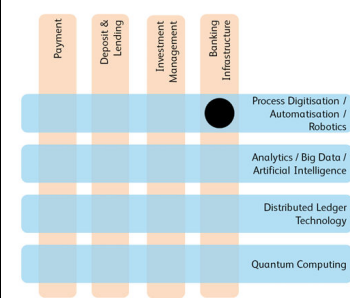 Payment
Deposit &
Lending
Investment
Management
Banking
Infrastructure
Process Digitisation /
Automatisation /
Robotics
Analytics / Big Data /
Artificial Intelligence
Distributed Ledger
Technology
Quantum Computing